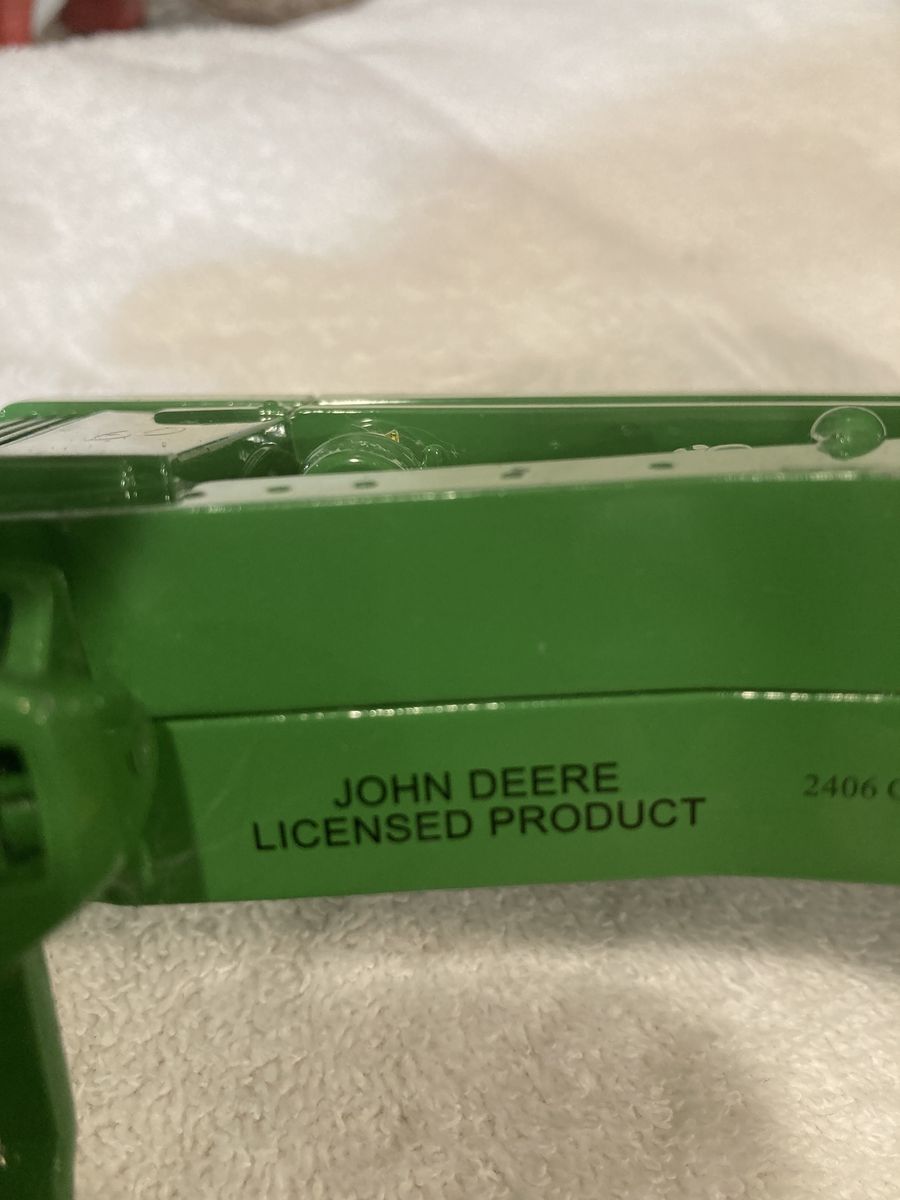 JOHN DEERE
LICENSED PRODUCT
2406